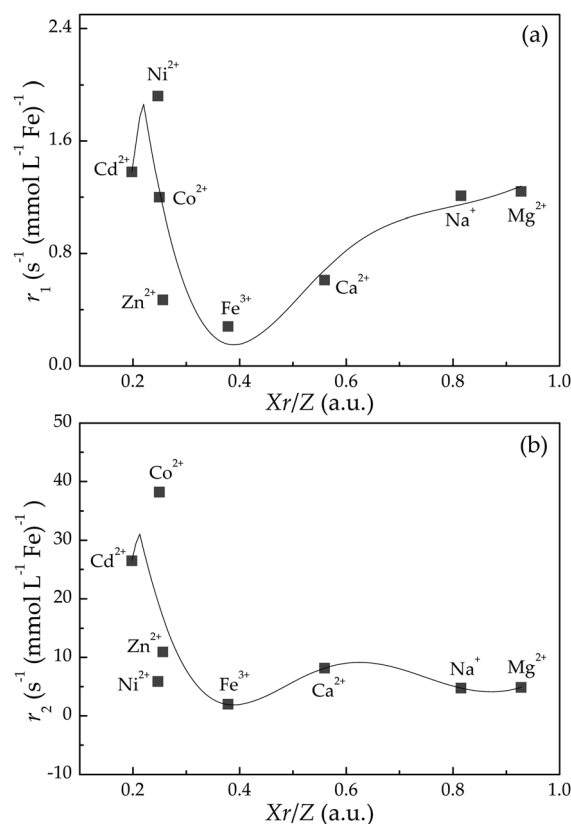 (a)
2.4
1.6
0.8
0.0
r₁ (s⁻¹ (mmol L⁻¹ Fe)⁻¹
Ni²⁺
Cd²⁺
Co²⁺
Zn²⁺
Fe³⁺
Ca²⁺
Na⁺
Mg²⁺
0.2 0.4 0.6 0.8 1.0
Xr/Z (a.u.)
(b)
50
40
30
20
10
0
-10
r₂ (s⁻¹ (mmol L⁻¹ Fe)⁻¹
Co²⁺
Cd²⁺
Zn²⁺
Ni²⁺
Fe³⁺
Ca²⁺
Na⁺
Mg²⁺
0.2 0.4 0.6 0.8 1.0
Xr/Z (a.u.)